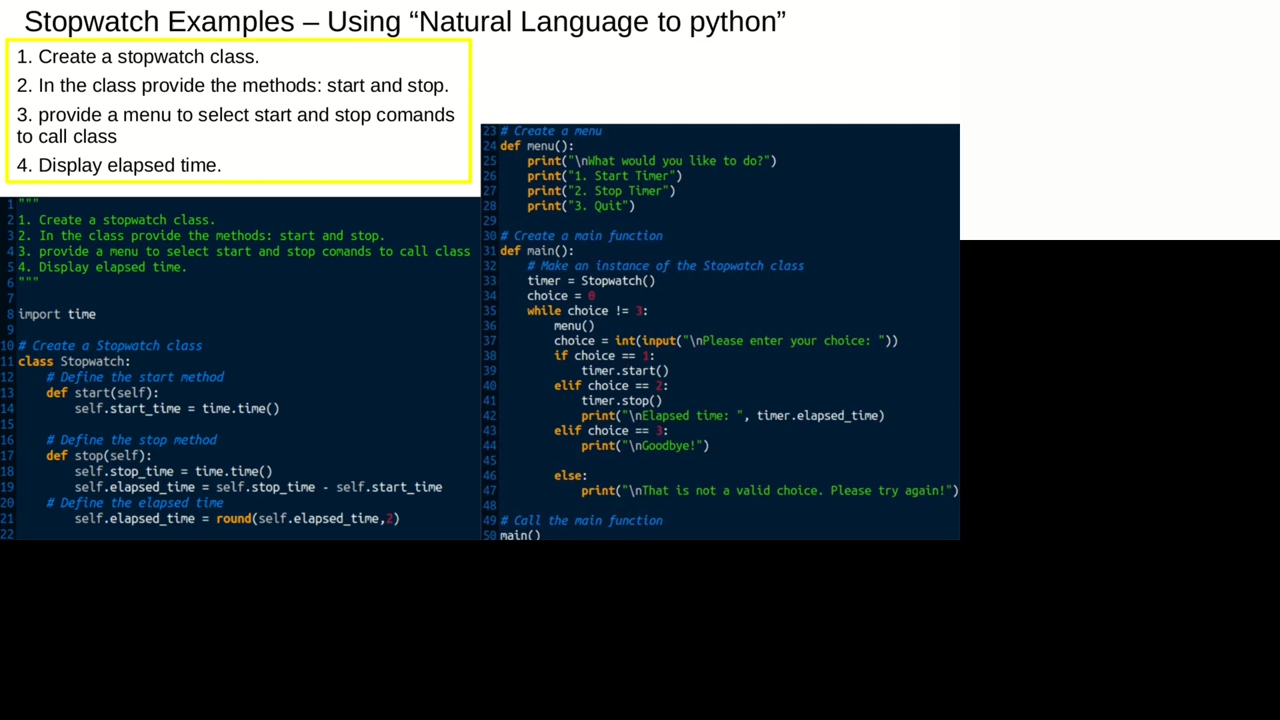 Stopwatch Examples – Using “Natural Language to python”
1. Create a stopwatch class.
2. In the class provide the methods: start and stop.
3. provide a menu to select start and stop comands
to call class
4. Display elapsed time.
1 """
2 1. Create a stopwatch class.
3 2. In the class provide the methods: start and stop.
4 3. provide a menu to select start and stop comands to call class
5 4. Display elapsed time.
6 """
7
8 import time
9
10 # Create a Stopwatch class
11 class Stopwatch:
12     # Define the start method
13     def start(self):
14         self.start_time = time.time()
15
16     # Define the stop method
17     def stop(self):
18         self.stop_time = time.time()
19         self.elapsed_time = self.stop_time - self.start_time
20     # Define the elapsed time
21         self.elapsed_time = round(self.elapsed_time,2)
22
23 # Create a menu
24 def menu():
25     print("\nWhat would you like to do?")
26     print("1. Start Timer")
27     print("2. Stop Timer")
28     print("3. Quit")
29
30 # Create a main function
31 def main():
32     # Make an instance of the Stopwatch class
33     timer = Stopwatch()
34     choice = 0
35     while choice != 3:
36         menu()
37         choice = int(input("\nPlease enter your choice: "))
38         if choice == 1:
39             timer.start()
40         elif choice == 2:
41             timer.stop()
42             print("\nElapsed time: ", timer.elapsed_time)
43         elif choice == 3:
44             print("\nGoodbye!")
45
46         else:
47             print("\nThat is not a valid choice. Please try again!")
48
49 # Call the main function
50 main()